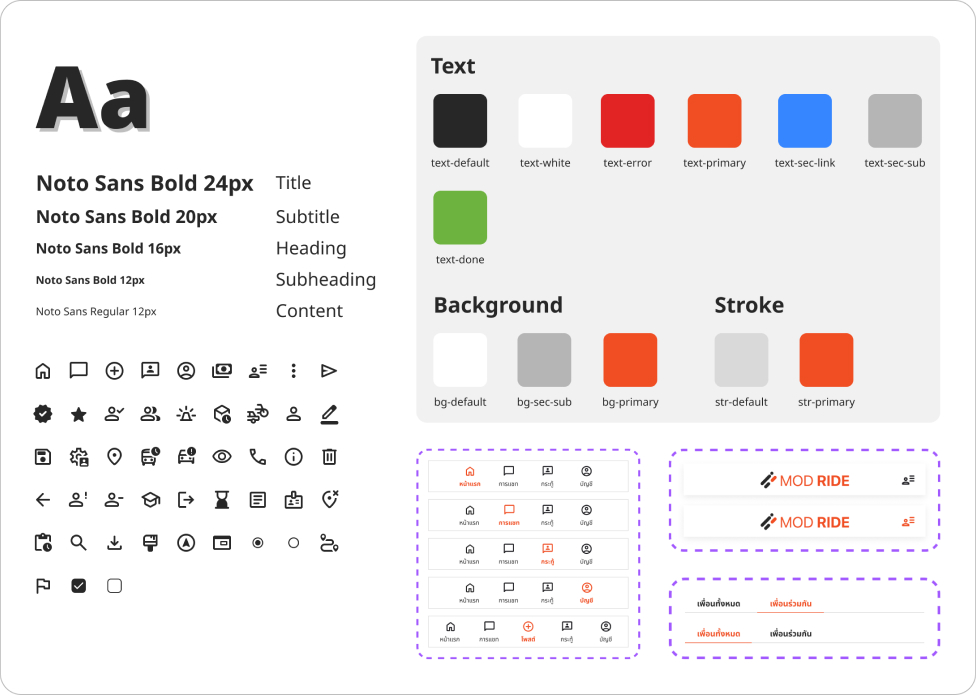 Aa
Noto Sans Bold 24px Title
Noto Sans Bold 20px Subtitle
Noto Sans Bold 16px Heading
Noto Sans Bold 12px Subheading
Noto Sans Regular 12px Content
Text
text-default text-white text-error text-primary text-sec-link text-sec-sub
text-done
Background Stroke
bg-default bg-sec-sub bg-primary str-default str-primary
หน้าแรก การแชท กระทู้ บัญชี
หน้าแรก การแชท กระทู้ บัญชี
หน้าแรก การแชท กระทู้ บัญชี
หน้าแรก การแชท กระทู้ บัญชี
หน้าแรก การแชท โพสต์ กระทู้ บัญชี
MOD RIDE
MOD RIDE
เพื่อนทั้งหมด เพื่อนร่วมกัน
เพื่อนทั้งหมด เพื่อนร่วมกัน